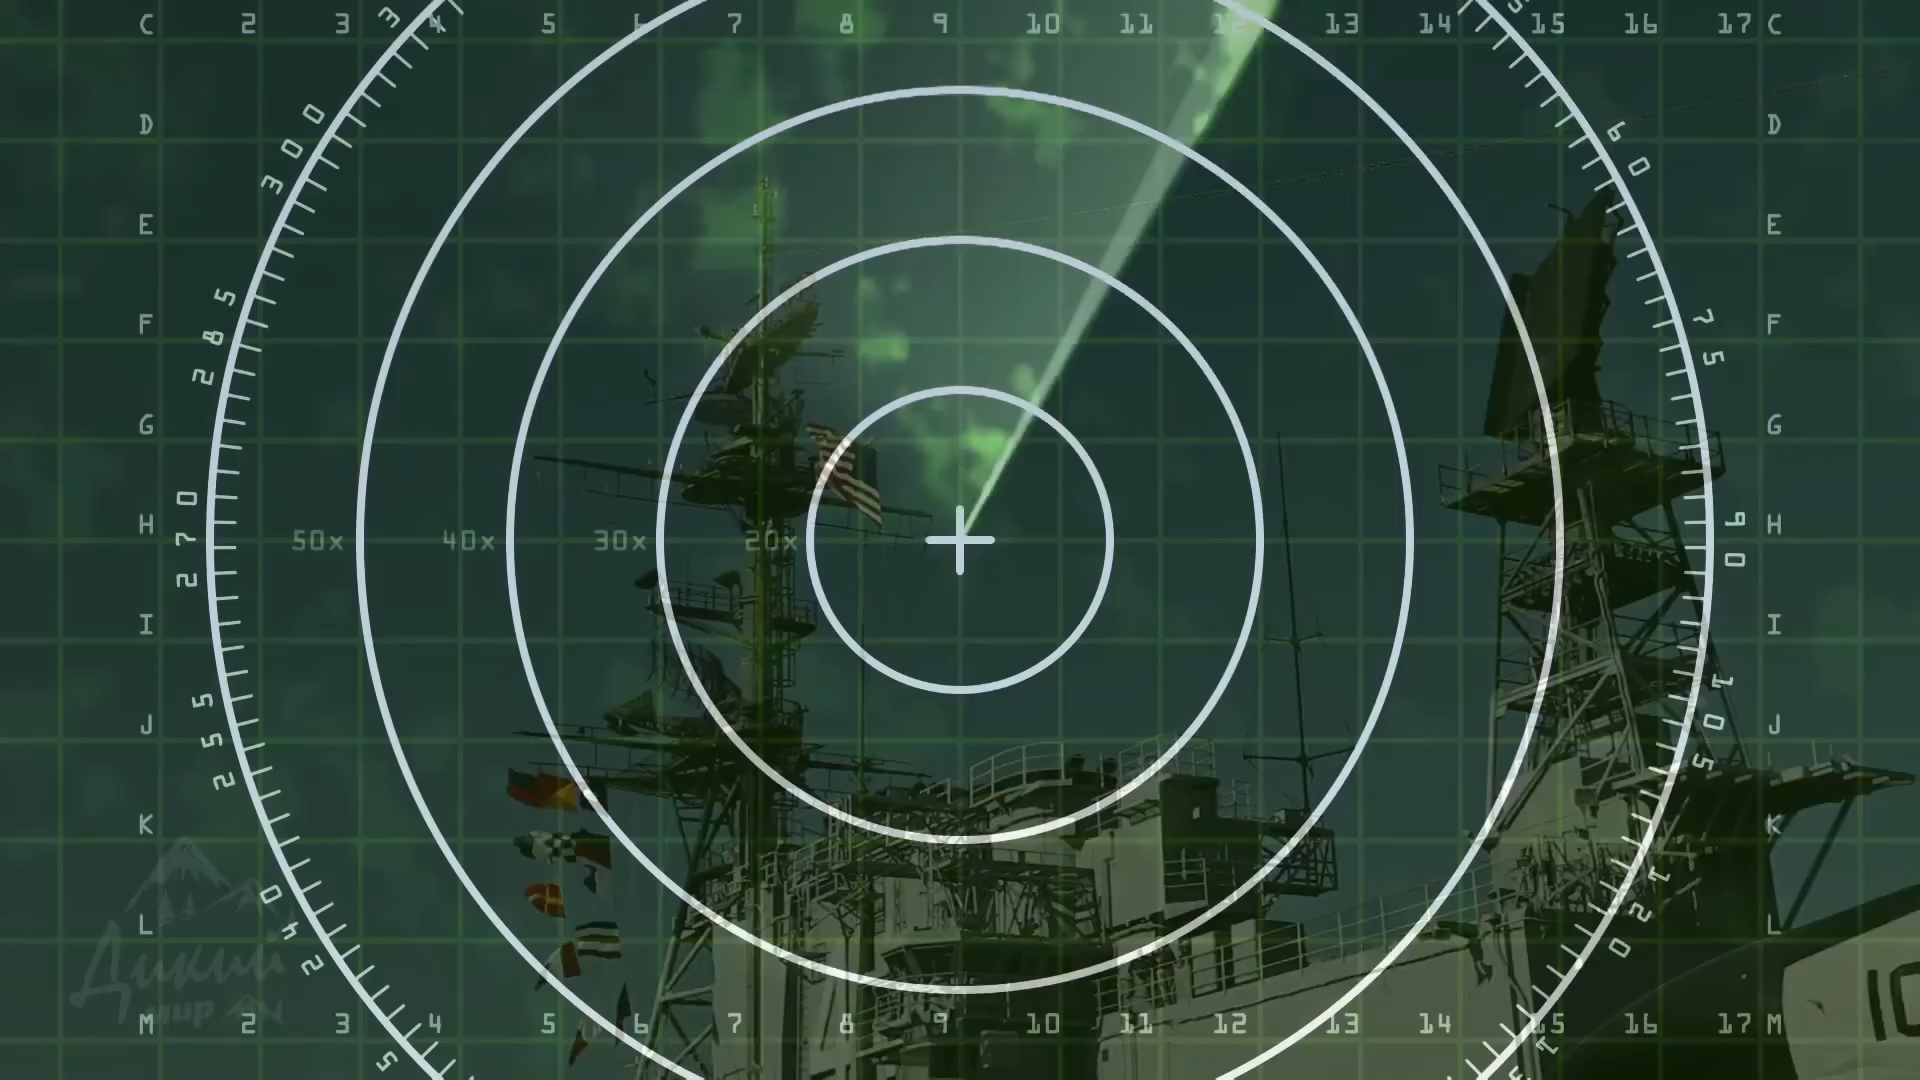 C 2 3 4 5 6 7 8 9 10 11 12 13 14 15 16 17 C
D D
E E
F F
G G
H 50x 40x 30x 20x H
I I
J J
K K
L L
M 2 3 4 5 6 7 8 9 10 11 12 13 14 15 16 17 M
300
285
270
255
240
60
75
90
105
120
Дикий
мир
10